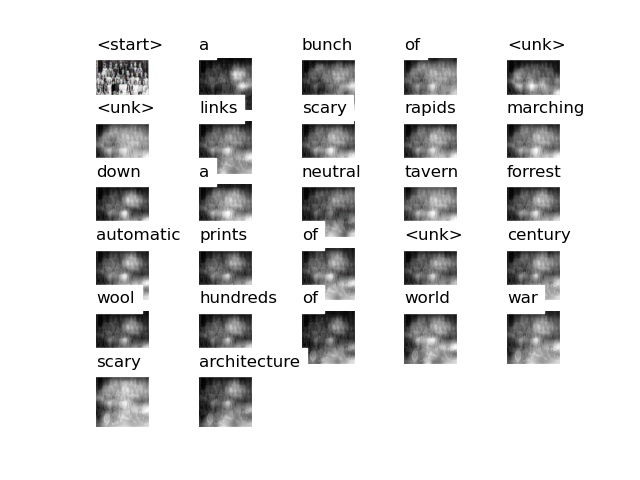 <start> a bunch of <unk>
<unk> links scary rapids marching
down a neutral tavern forrest
automatic prints of <unk> century
wool hundreds of world war
scary architecture